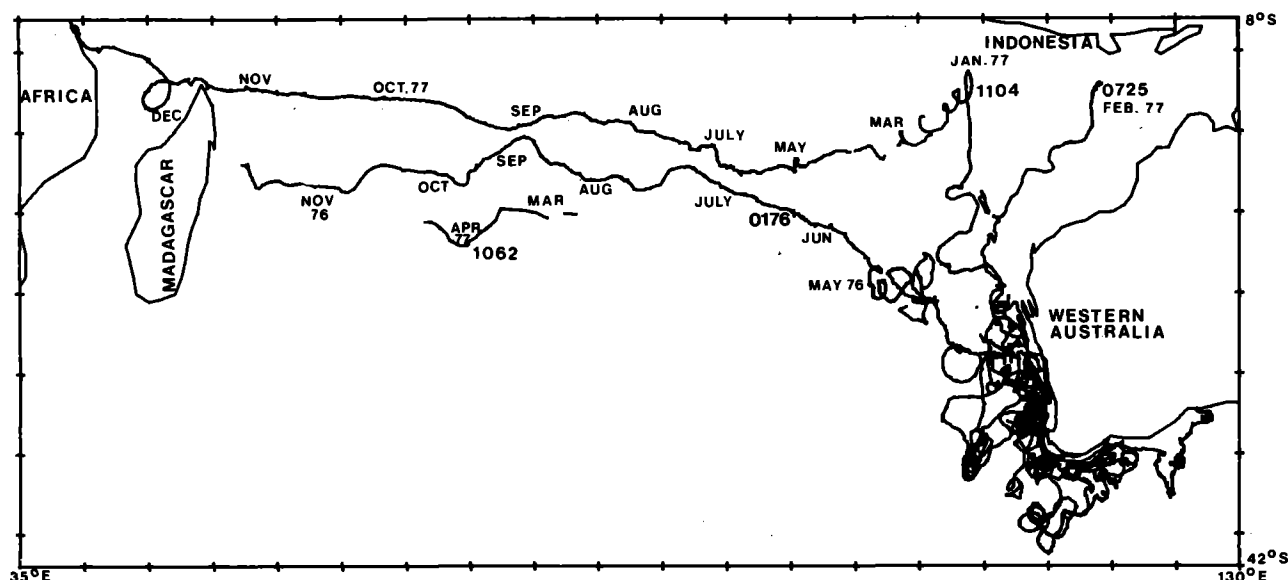 8°S
INDONESIA
JAN. 77
NOV
OCT. 77
1104
0725
AFRICA
FEB. 77
DEC
SEP
AUG
MAR
JULY
MAY
SEP
OCT
AUG
NOV
76
MAR
JULY
0176
MADAGASCAR
APR
77
1062
JUN
MAY 76
WESTERN
AUSTRALIA
42°S
35°E
130°E